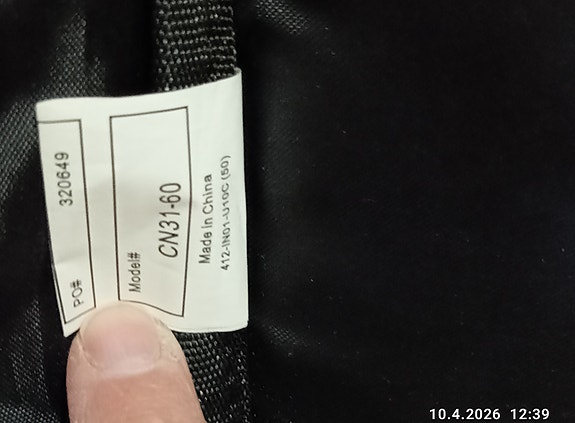 PO# 320649
Model# CN31-60
Made in China
412-IN01-U10C (50)
10.4.2026 12:39